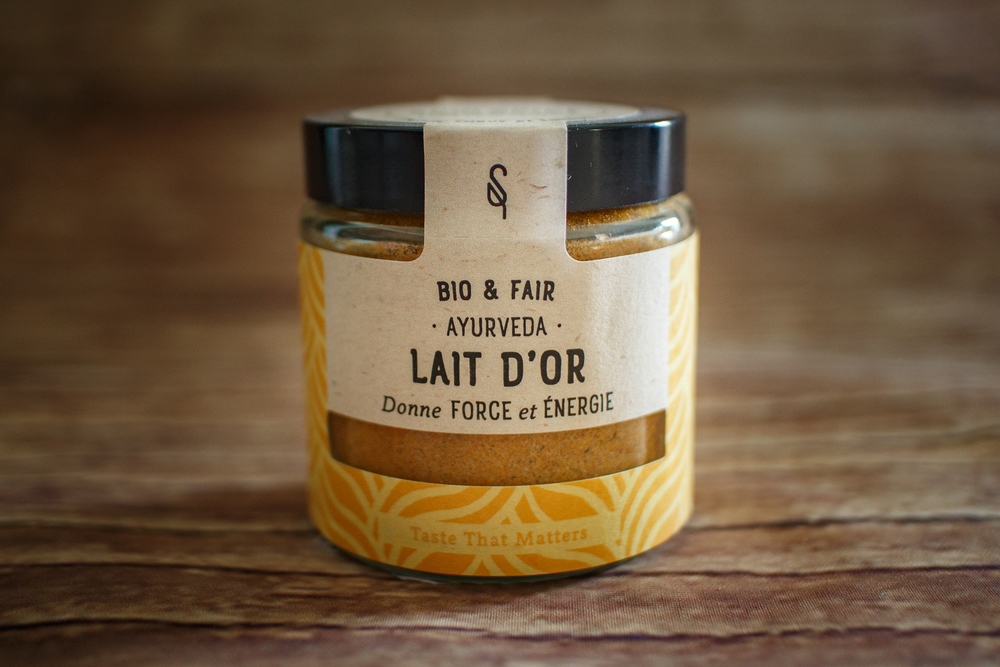 BIO & FAIR
· AYURVEDA ·
LAIT D'OR
Donne FORCE et ÉNERGIE
Taste That Matters